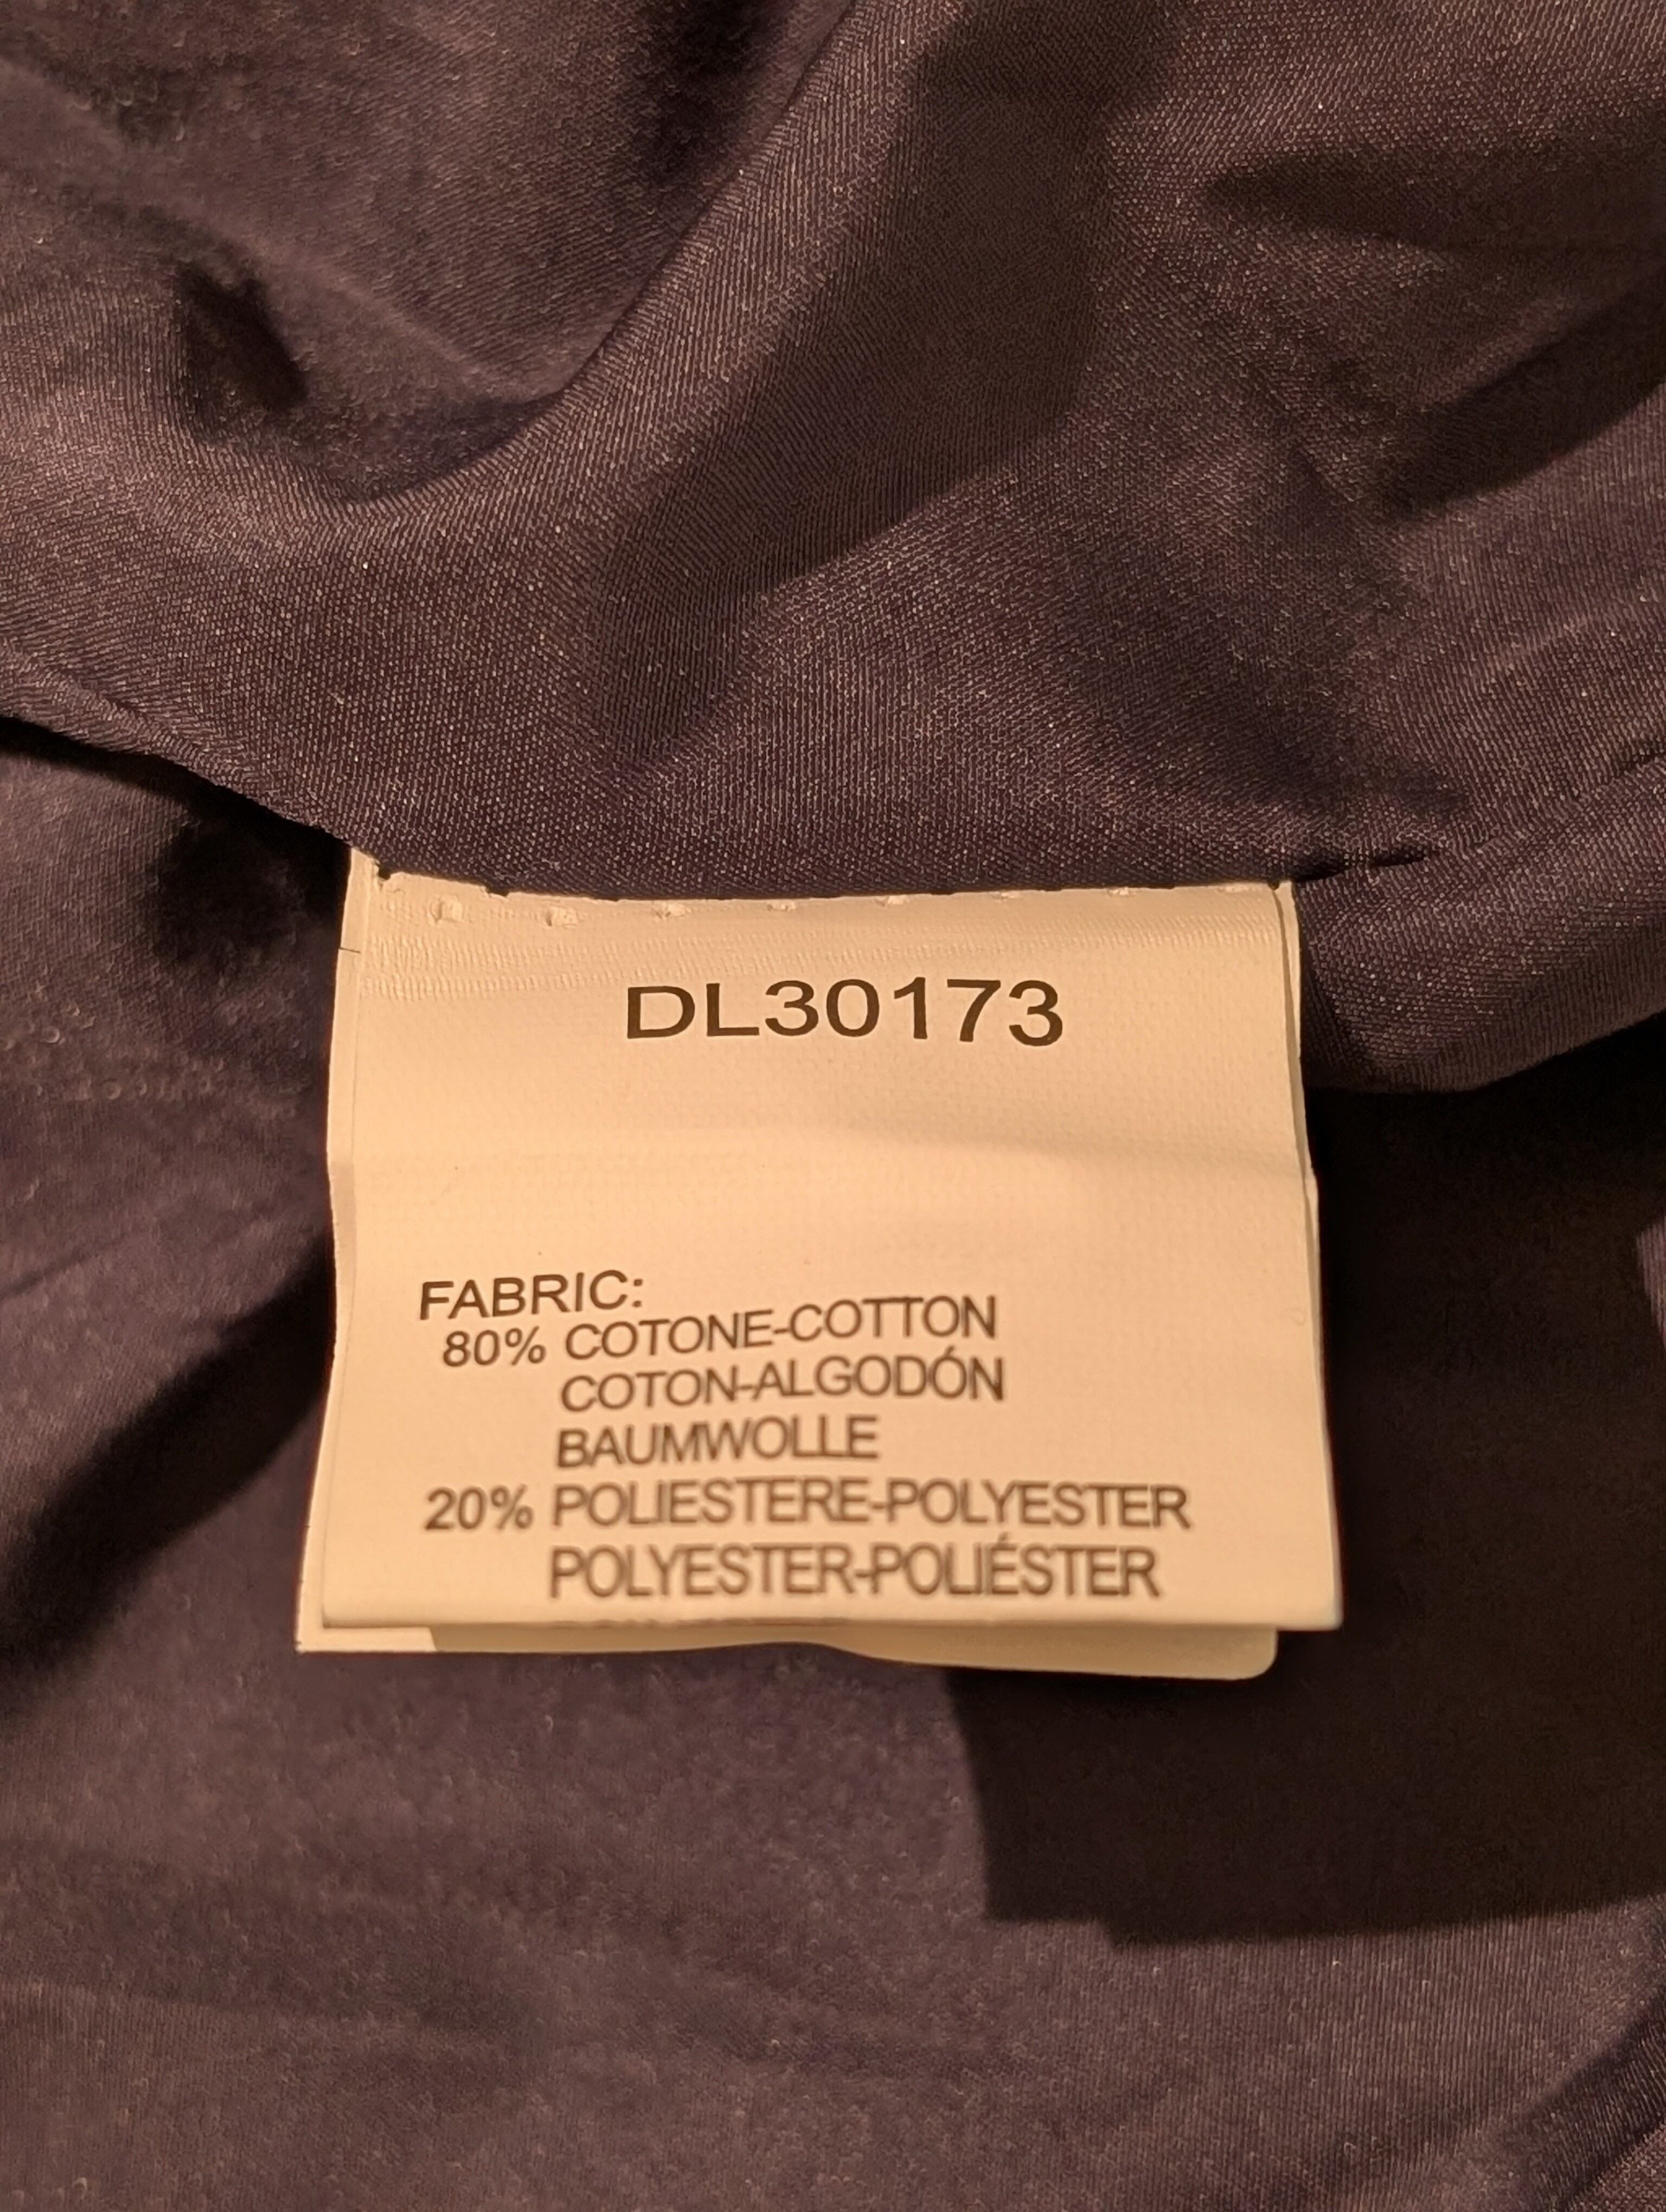 DL30173
FABRIC:
80% COTONE-COTTON
COTON-ALGODÓN
BAUMWOLLE
20% POLIESTERE-POLYESTER
POLYESTER-POLIÉSTER